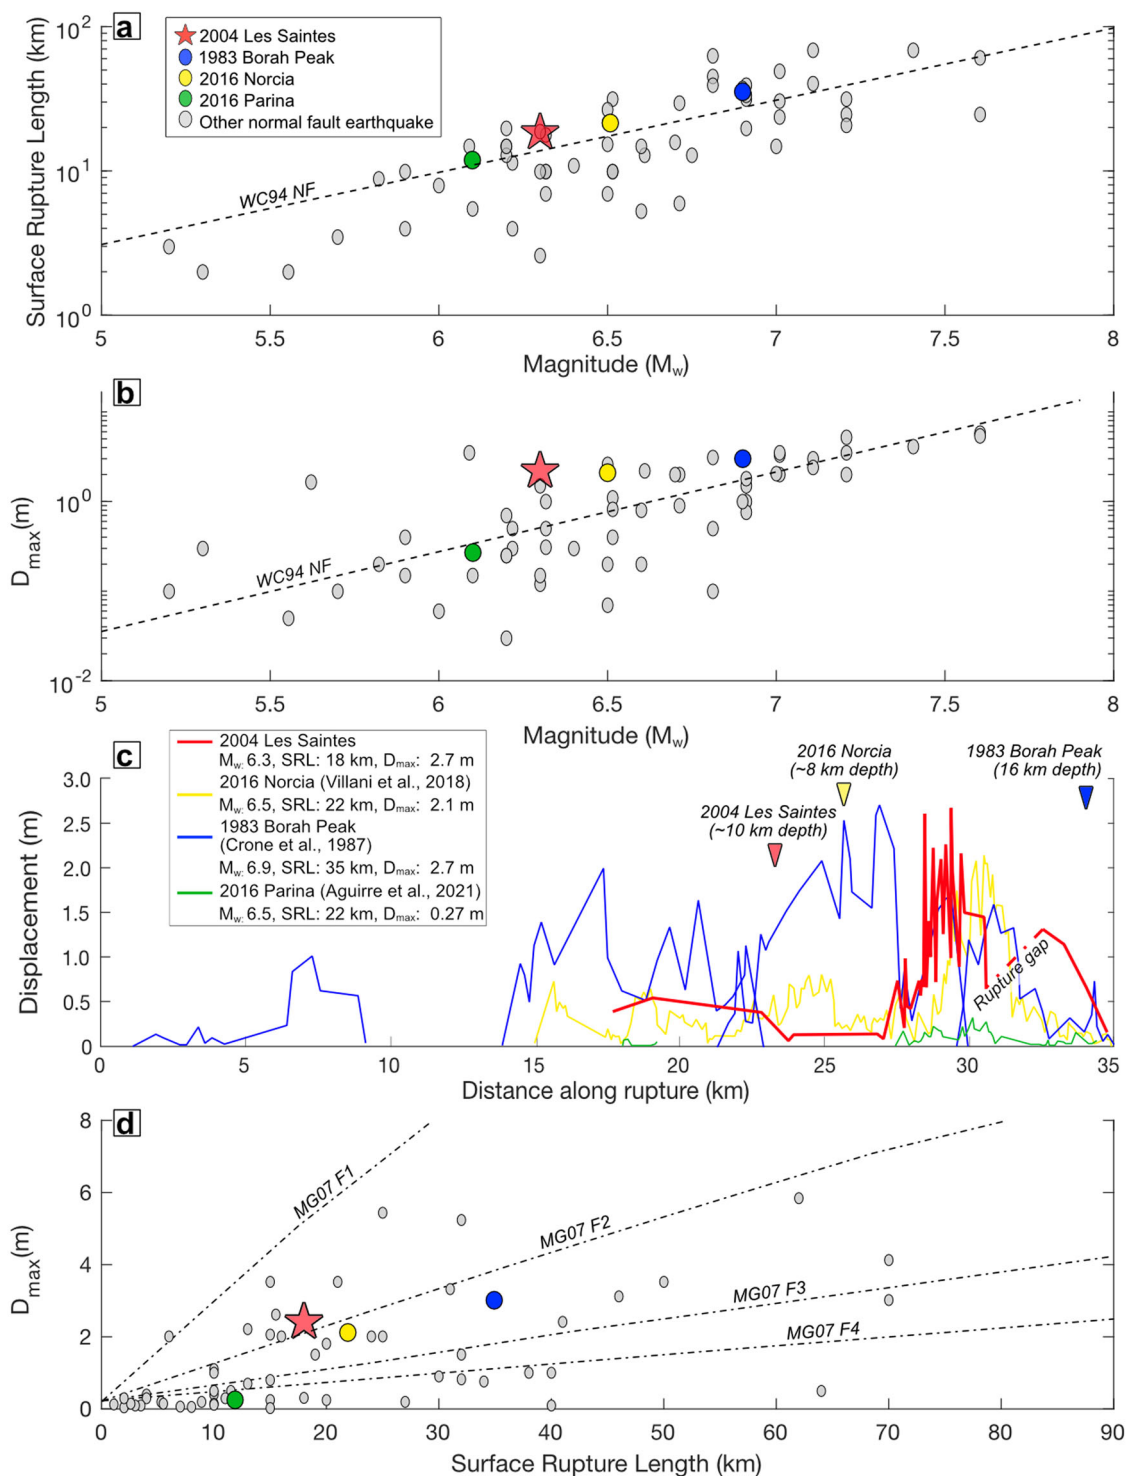 a
2004 Les Saintes
1983 Borah Peak
2016 Norcia
2016 Parina
Other normal fault earthquake
Surface Rupture Length (km)
10²
10¹
10⁰
WC94 NF
5 5.5 6 6.5 7 7.5 8
Magnitude (Mw)
b
Dmax(m)
10⁰
10⁻²
WC94 NF
5 5.5 6 6.5 7 7.5 8
Magnitude (Mw)
c
2004 Les Saintes
Mw: 6.3, SRL: 18 km, Dmax: 2.7 m
2016 Norcia (Villani et al., 2018)
Mw: 6.5, SRL: 22 km, Dmax: 2.1 m
1983 Borah Peak
(Crone et al., 1987)
Mw: 6.9, SRL: 35 km, Dmax: 2.7 m
2016 Parina (Aguirre et al., 2021)
Mw: 6.5, SRL: 22 km, Dmax: 0.27 m
2004 Les Saintes
(~10 km depth)
2016 Norcia
(~8 km depth)
1983 Borah Peak
(16 km depth)
Rupture gap
Displacement (m)
3.0
2.5
2.0
1.5
1.0
0.5
0
5 10 15 20 25 30 35
Distance along rupture (km)
d
Dmax(m)
8
6
4
2
0
MG07 F1
MG07 F2
MG07 F3
MG07 F4
0 10 20 30 40 50 60 70 80 90
Surface Rupture Length (km)